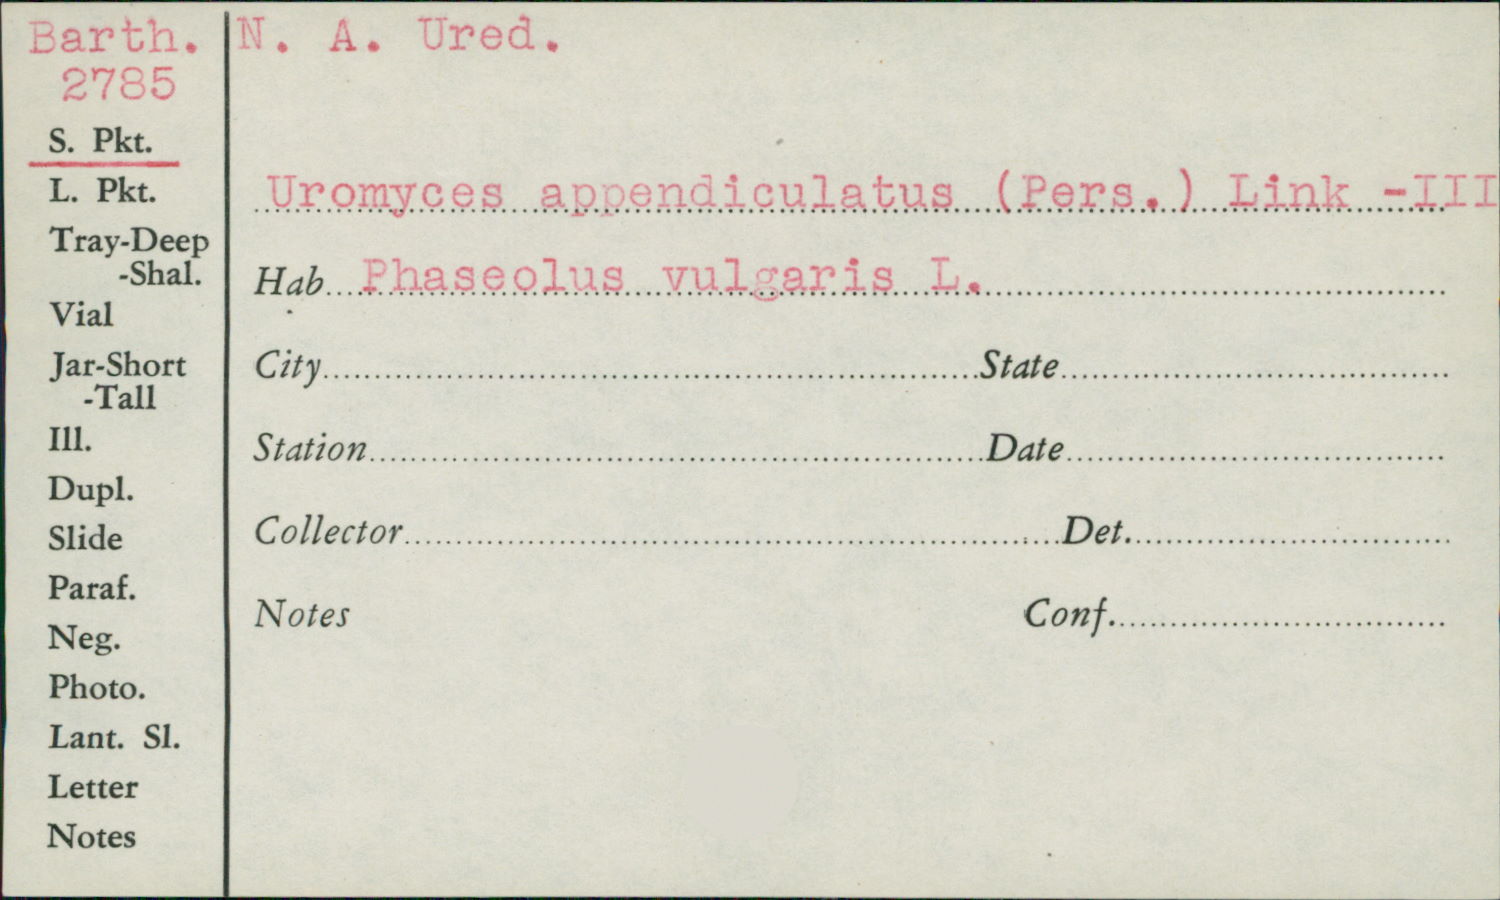 Barth.
2785
S. Pkt.
L. Pkt.
Tray-Deep
-Shal.
Vial
Jar-Short
-Tall
Ill.
Dupl.
Slide
Paraf.
Neg.
Photo.
Lant. Sl.
Letter
Notes
N. A. Ured.
Uromyces appendiculatus (Pers.) Link -III
Hab. Phaseolus vulgaris L.
City State
Station Date
Collector Det.
Notes Conf.